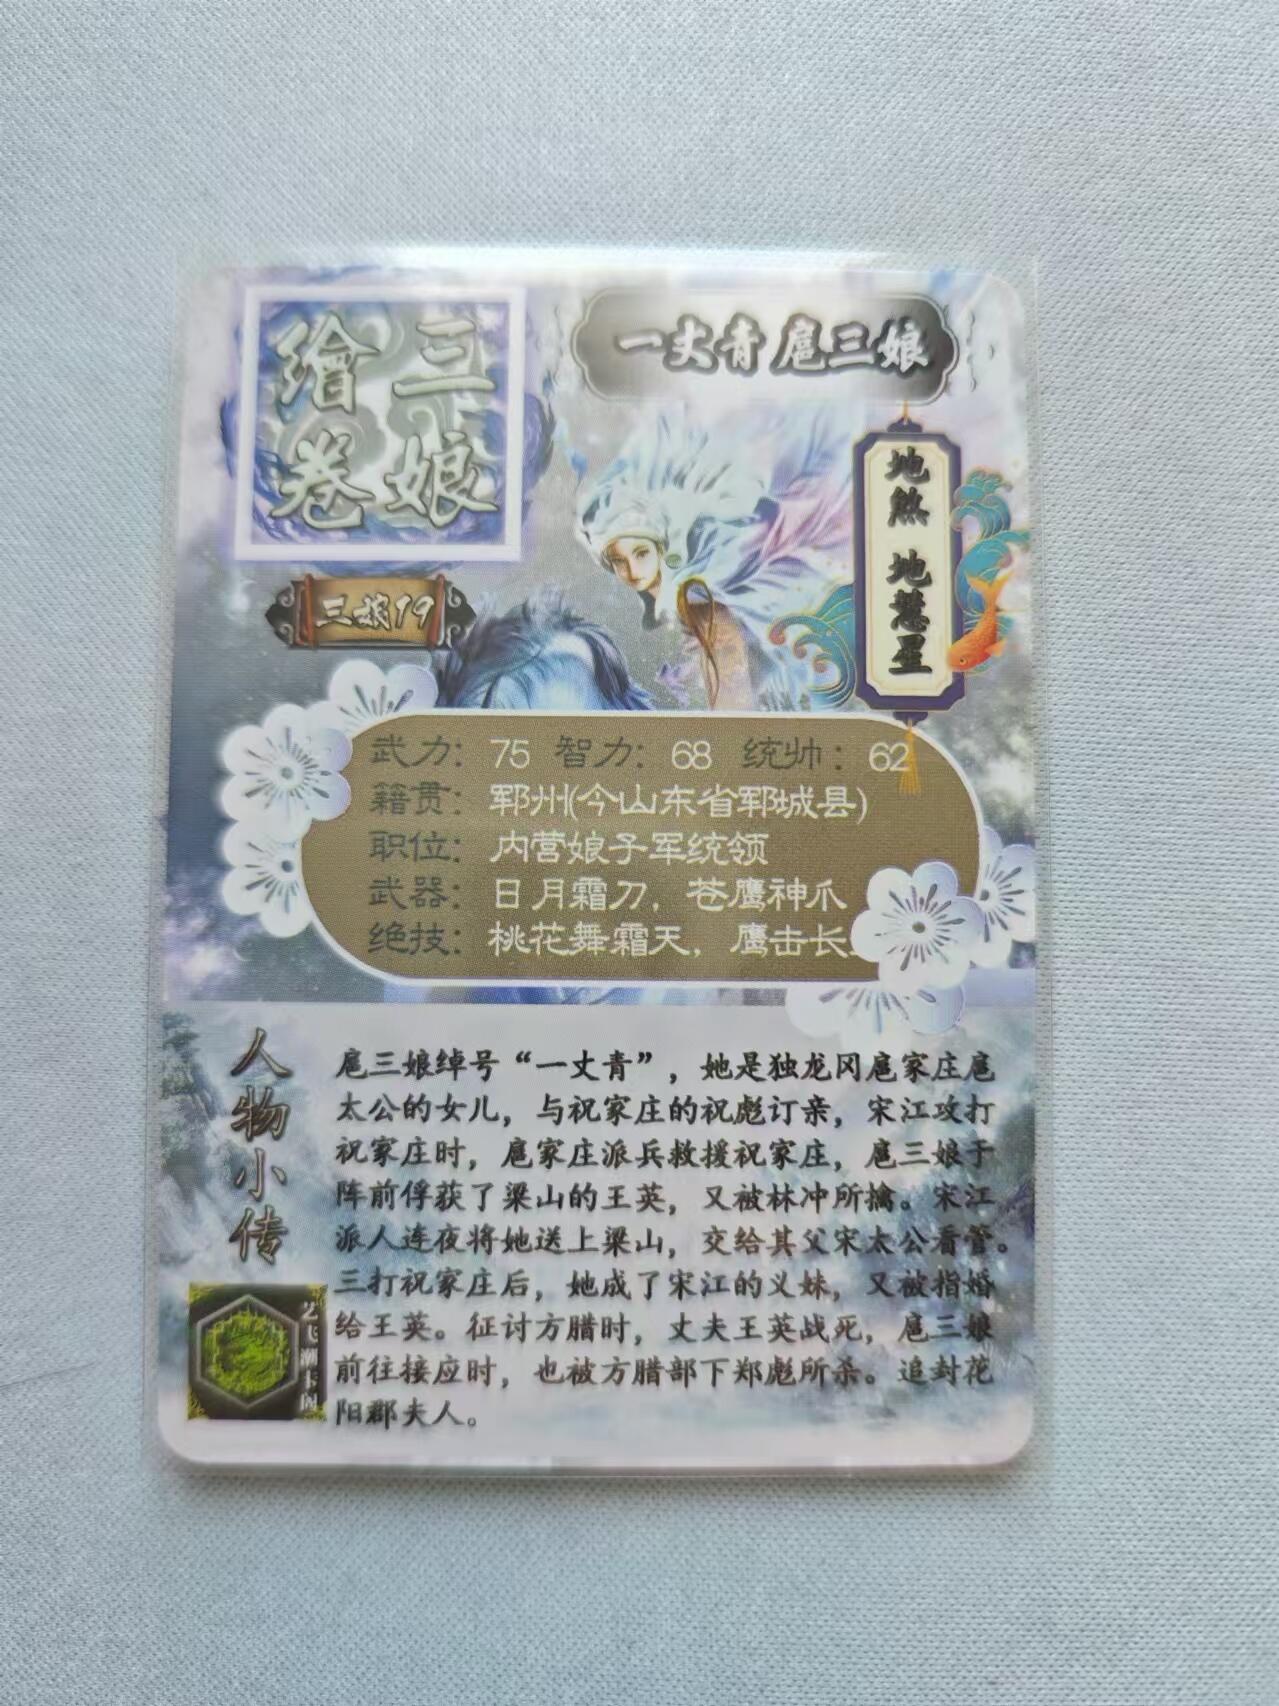 三娘
繪卷
一丈青 扈三娘
地煞 地慧星
三娘19
武力：75 智力：68 统帅：62
籍贯：郓州(今山东省郓城县)
职位：内营娘子军统领
武器：日月霜刀，苍鹰神爪
绝技：桃花舞霜天，鹰击长
人物小传
扈三娘绰号“一丈青”，她是独龙冈扈家庄扈
太公的女儿，与祝家庄的祝彪订亲，宋江攻打
祝家庄时，扈家庄派兵救援祝家庄，扈三娘于
阵前俘获了梁山的王英，又被林冲所擒。宋江
派人连夜将她送上梁山，交给其父宋太公看管。
三打祝家庄后，她成了宋江的义妹，又被指婚
给王英。征讨方腊时，丈夫王英战死，扈三娘
前往接应时，也被方腊部下郑彪所杀。追封花
阳郡夫人。